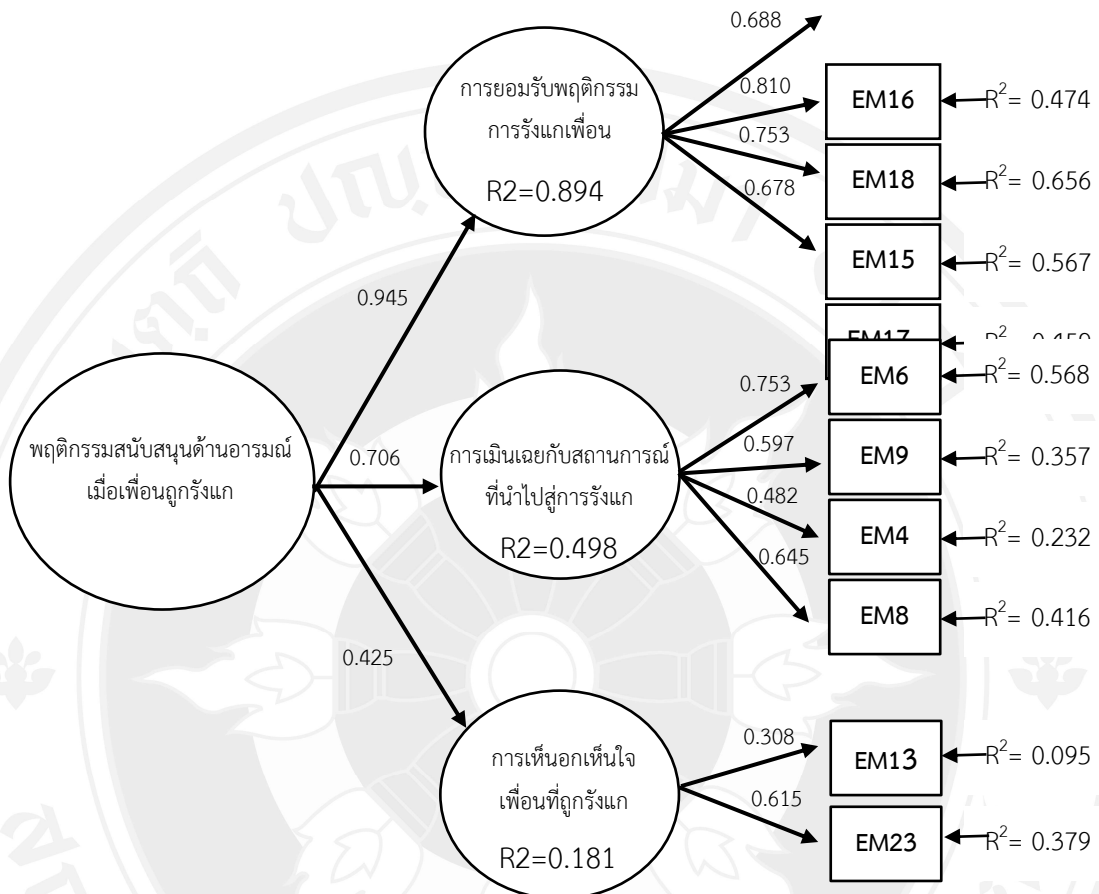 0.688
การยอมรับพฤติกรรม
การรังแกเพื่อน
R2=0.894
0.810
0.753
0.678
EM16
R²= 0.474
EM18
R²= 0.656
EM15
R²= 0.567
EM17
0.945
พฤติกรรมสนับสนุนด้านอารมณ์
เมื่อเพื่อนถูกรังแก
0.706
การเมินเฉยกับสถานการณ์
ที่นำไปสู่การรังแก
R2=0.498
0.753
0.597
0.482
0.645
EM6
R²= 0.568
EM9
R²= 0.357
EM4
R²= 0.232
EM8
R²= 0.416
0.425
การเห็นอกเห็นใจ
เพื่อนที่ถูกรังแก
R2=0.181
0.308
0.615
EM13
R²= 0.095
EM23
R²= 0.379